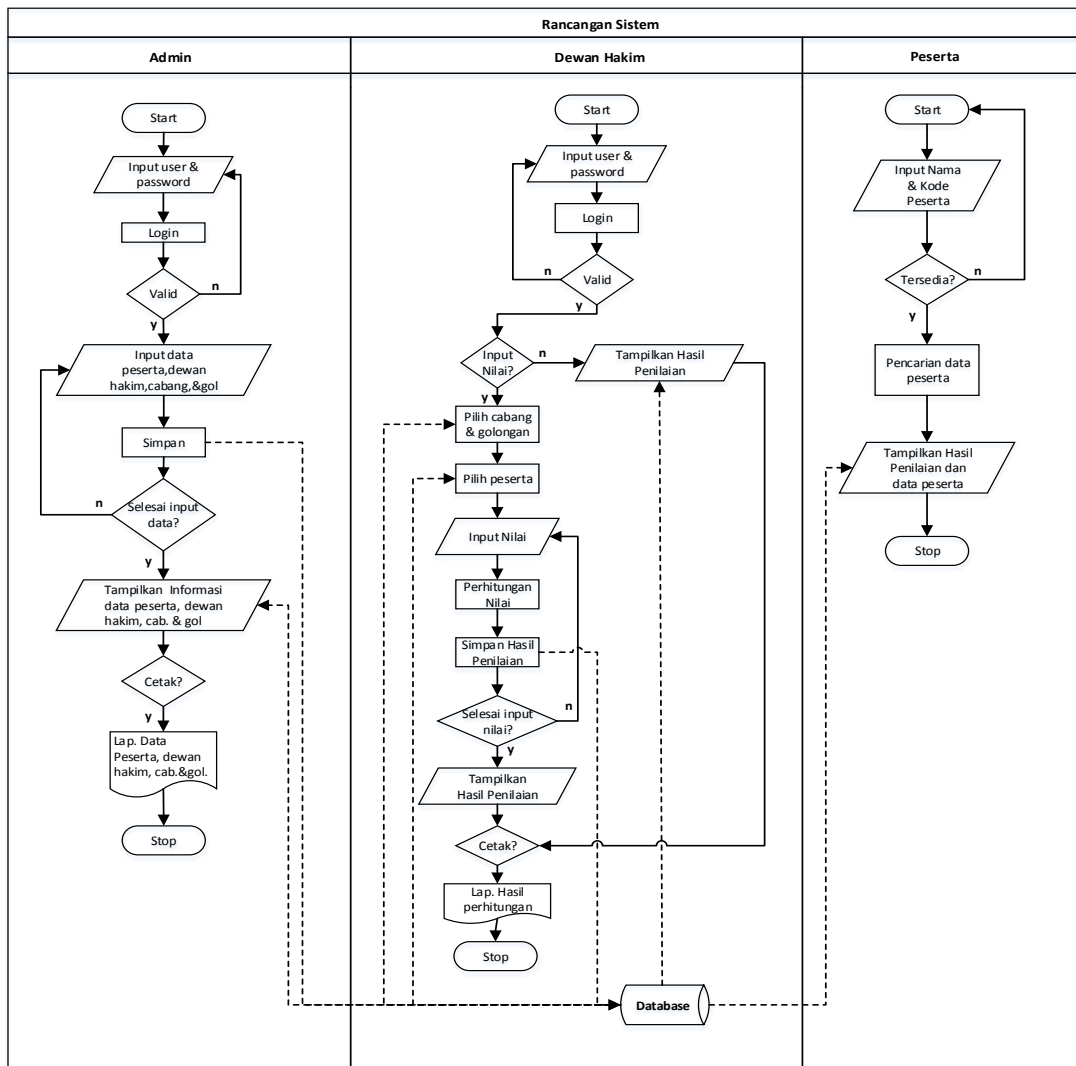 Rancangan Sistem
Admin
Dewan Hakim
Peserta
Start
Input user &
password
Login
Valid
n
y
Input data
peserta,dewan
hakim,cabang,&gol
Simpan
n
Selesai input
data?
y
Tampilkan Informasi
data peserta, dewan
hakim, cab. & gol
Cetak?
y
Lap. Data
Peserta, dewan
hakim, cab.&gol.
Stop
Start
Input user &
password
Login
n
Valid
y
Input
Nilai?
n
Tampilkan Hasil
Penilaian
y
Pilih cabang
& golongan
Pilih peserta
Input Nilai
Perhitungan
Nilai
Simpan Hasil
Penilaian
Selesai input
nilai?
n
y
Tampilkan
Hasil Penilaian
Cetak?
Lap. Hasil
perhitungan
Stop
Database
Start
Input Nama
& Kode
Peserta
Tersedia?
n
y
Pencarian data
peserta
Tampilkan Hasil
Penilaian dan
data peserta
Stop